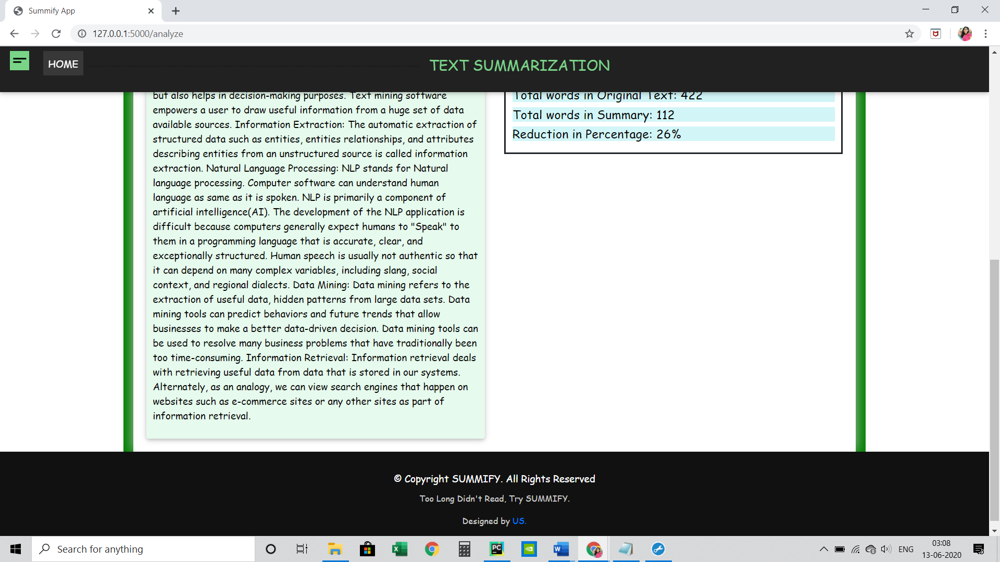 Summify App
127.0.0.1:5000/analyze
HOME
TEXT SUMMARIZATION
but also helps in decision-making purposes. Text mining software
empowers a user to draw useful information from a huge set of data
available sources. Information Extraction: The automatic extraction of
structured data such as entities, entities relationships, and attributes
describing entities from an unstructured source is called information
extraction. Natural Language Processing: NLP stands for Natural
language processing. Computer software can understand human
language as same as it is spoken. NLP is primarily a component of
artificial intelligence(AI). The development of the NLP application is
difficult because computers generally expect humans to "Speak" to
them in a programming language that is accurate, clear, and
exceptionally structured. Human speech is usually not authentic so that
it can depend on many complex variables, including slang, social
context, and regional dialects. Data Mining: Data mining refers to the
extraction of useful data, hidden patterns from large data sets. Data
mining tools can predict behaviors and future trends that allow
businesses to make a better data-driven decision. Data mining tools can
be used to resolve many business problems that have traditionally been
too time-consuming. Information Retrieval: Information retrieval deals
with retrieving useful data from data that is stored in our systems.
Alternately, as an analogy, we can view search engines that happen on
websites such as e-commerce sites or any other sites as part of
information retrieval.
Total words in Original Text: 422
Total words in Summary: 112
Reduction in Percentage: 26%
© Copyright SUMMIFY. All Rights Reserved
Too Long Didn't Read, Try SUMMIFY.
Designed by US.
Search for anything
PC
ENG
03:08
13-06-2020